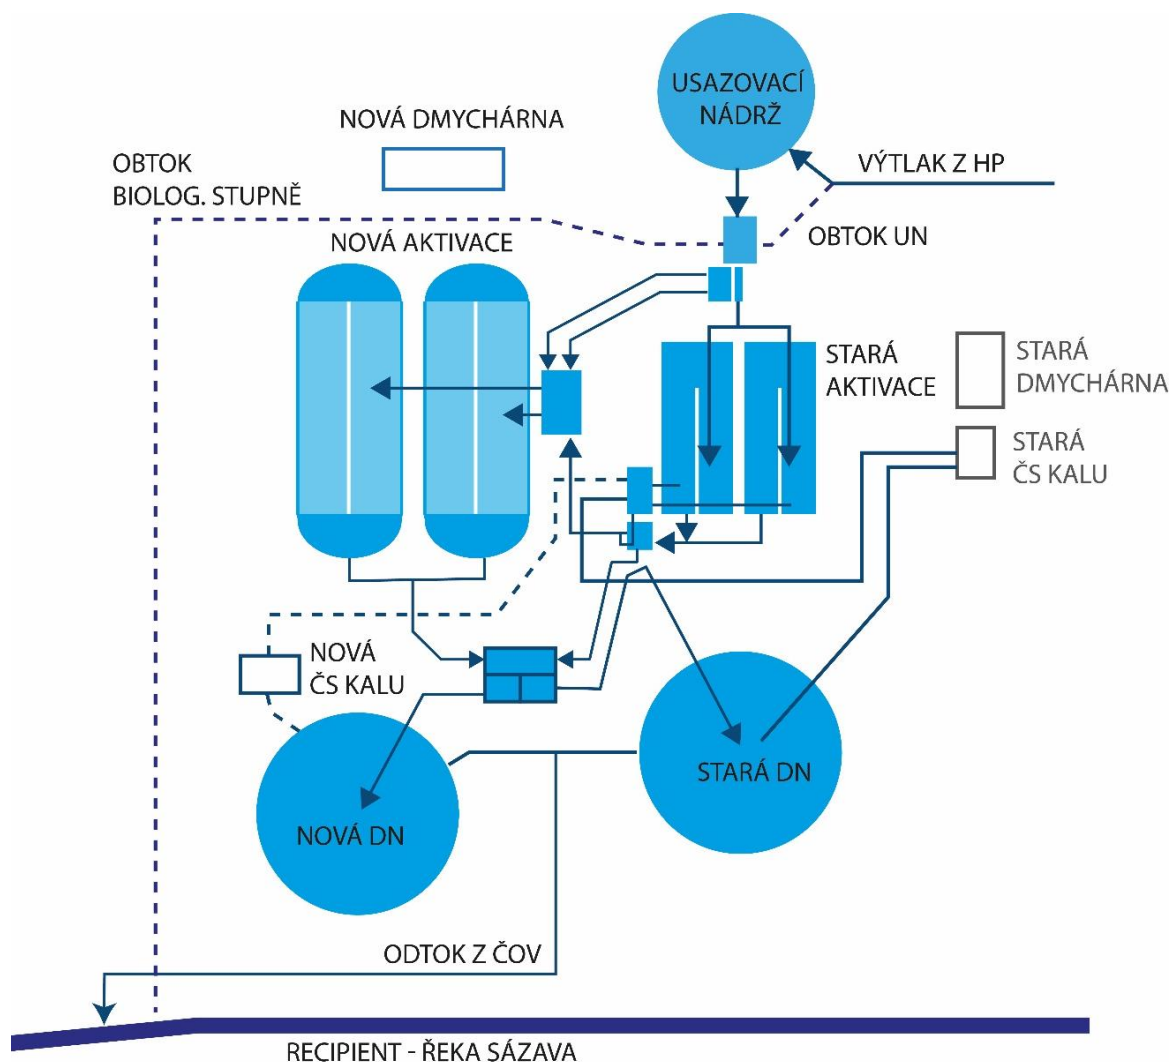 USAZOVACÍ
NÁDRŽ
NOVÁ DMYCHÁRNA
OBTOK
BIOLOG. STUPNĚ
VÝTLAK Z HP
NOVÁ AKTIVACE
OBTOK UN
STARÁ
AKTIVACE
STARÁ
DMYCHÁRNA
STARÁ
ČS KALU
NOVÁ
ČS KALU
STARÁ DN
NOVÁ DN
ODTOK Z ČOV
RECIPIENT - ŘEKA SÁZAVA